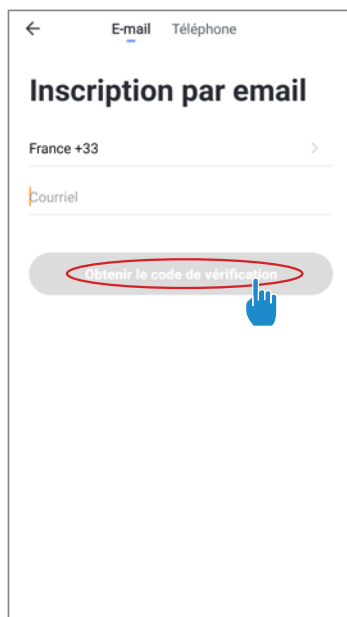 E-mail Téléphone
Inscription par email
France +33
Courriel
Obtenir le code de vérification